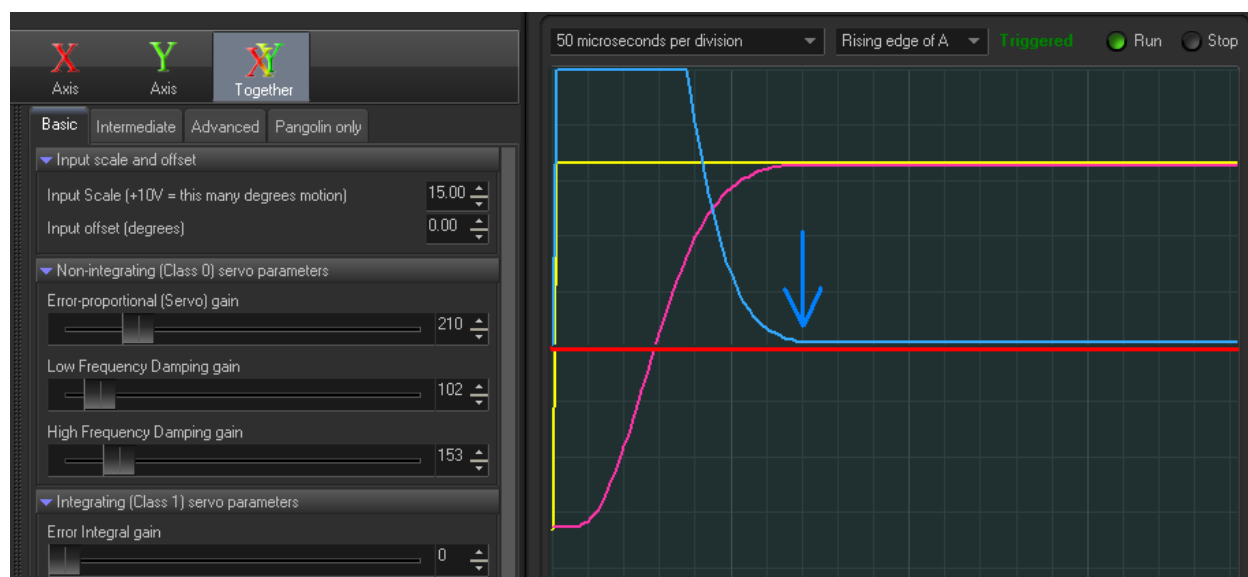 X
Y
XY
Axis
Axis
Together
Basic
Intermediate
Advanced
Pangolin only
Input scale and offset
Input Scale (+10V = this many degrees motion)
15.00
Input offset (degrees)
0.00
Non-integrating (Class 0) servo parameters
Error-proportional (Servo) gain
210
Low Frequency Damping gain
102
High Frequency Damping gain
153
Integrating (Class 1) servo parameters
Error Integral gain
0
50 microseconds per division
Rising edge of A
Triggered
Run
Stop